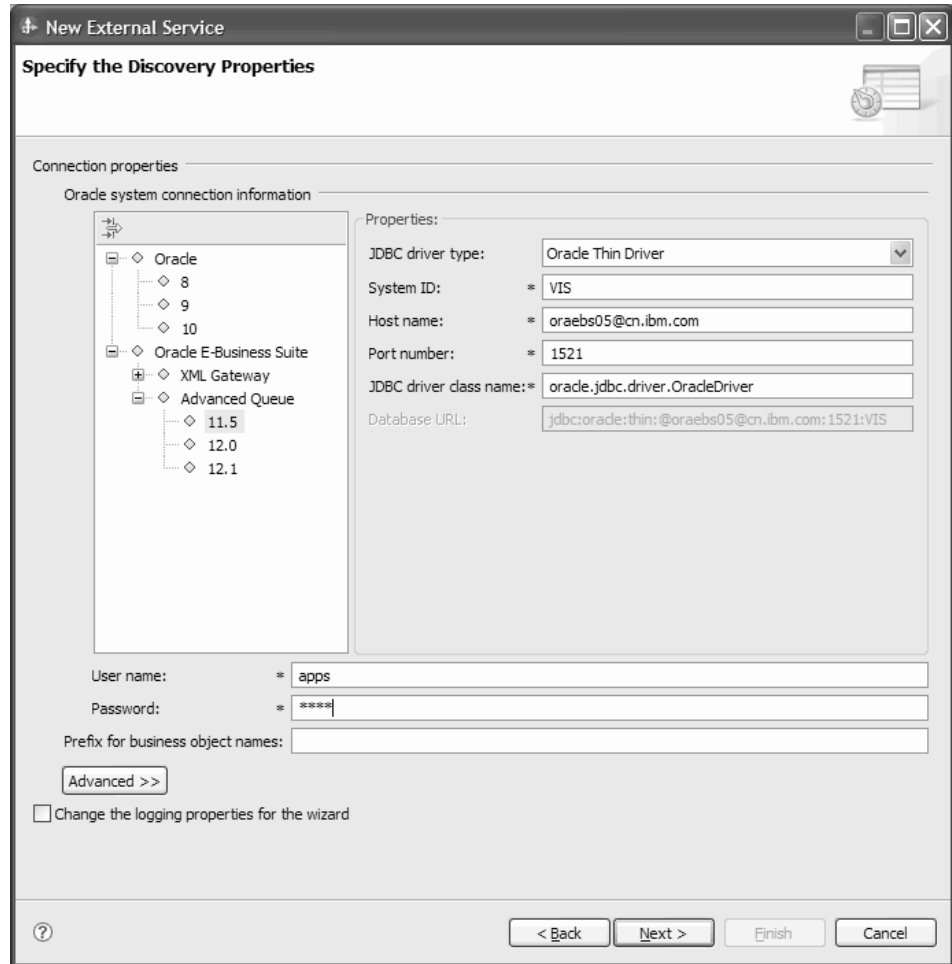 New External Service
Specify the Discovery Properties
Connection properties
Oracle system connection information
Oracle
8
9
10
Oracle E-Business Suite
XML Gateway
Advanced Queue
11.5
12.0
12.1
Properties:
JDBC driver type: Oracle Thin Driver
System ID: * VIS
Host name: * oraebs05@cn.ibm.com
Port number: * 1521
JDBC driver class name:* oracle.jdbc.driver.OracleDriver
Database URL: jdbc:oracle:thin:@oraebs05@cn.ibm.com:1521:VIS
User name: * apps
Password: * ****
Prefix for business object names:
Advanced >>
Change the logging properties for the wizard
? < Back Next > Finish Cancel